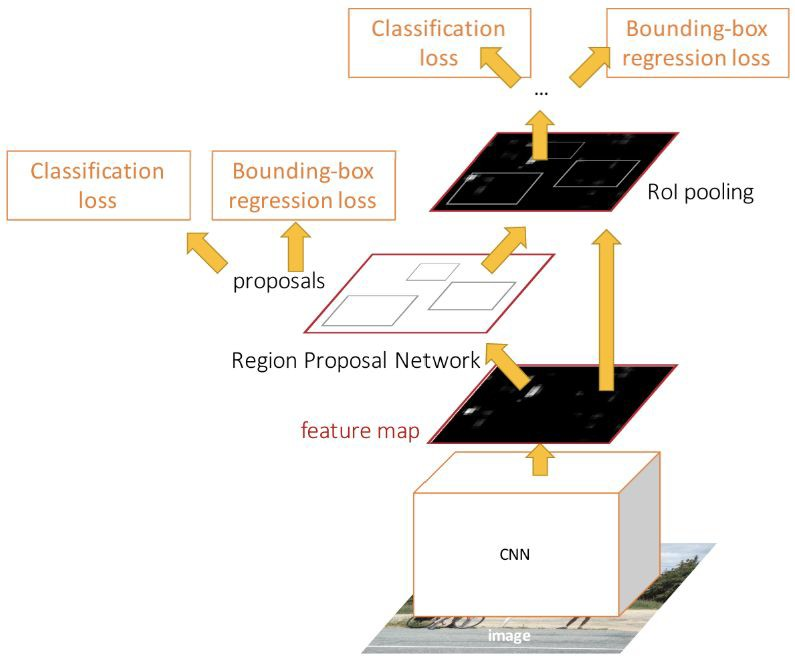 Classification
loss
Bounding-box
regression loss
...
Classification
loss
Bounding-box
regression loss
RoI pooling
proposals
Region Proposal Network
feature map
CNN
image